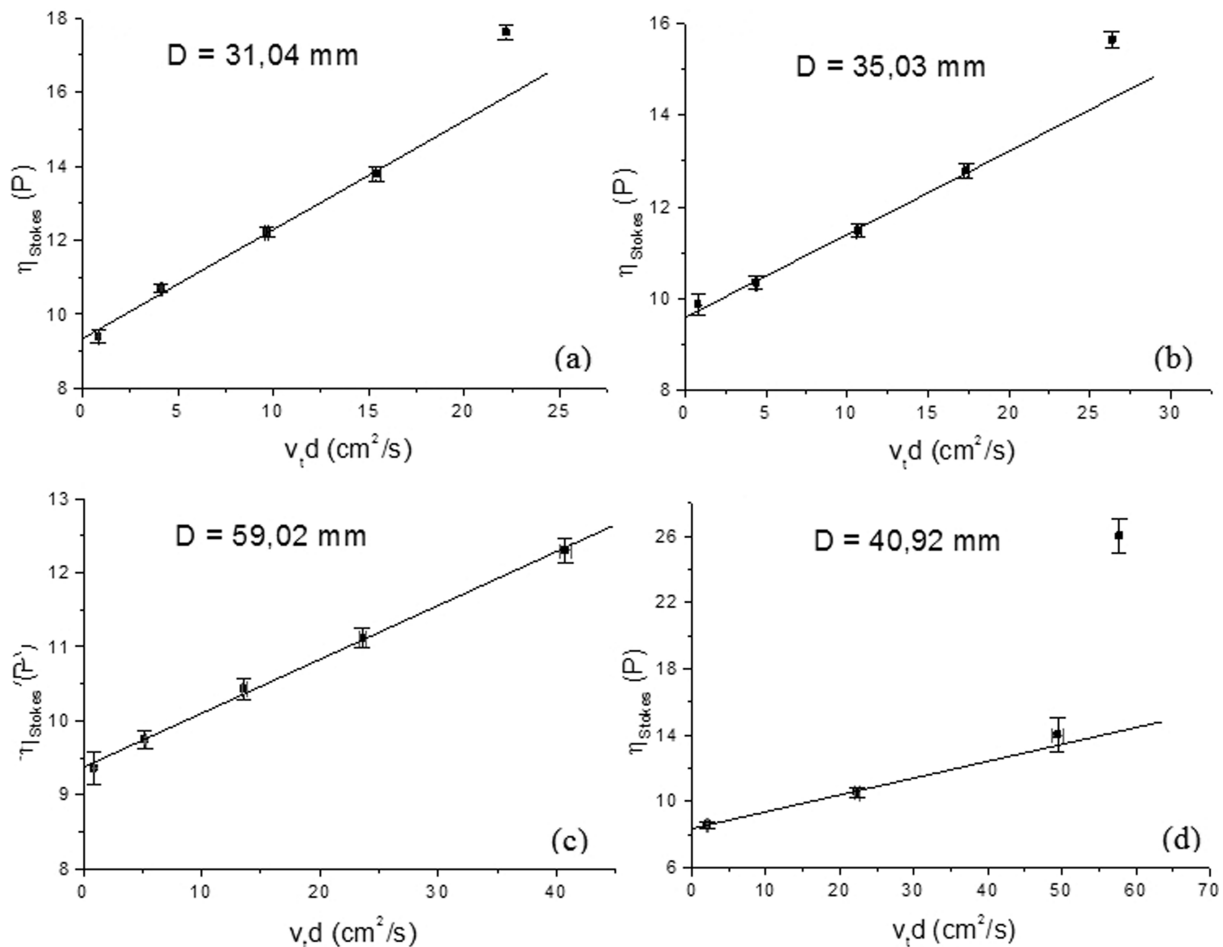 D = 31,04 mm
18
16
14
12
10
8
η_Stokes (P)
0 5 10 15 20 25
v_t d (cm²/s)
(a)
D = 35,03 mm
16
14
12
10
8
η_Stokes (P)
0 5 10 15 20 25 30
v_t d (cm²/s)
(b)
D = 59,02 mm
13
12
11
10
9
8
η_Stokes (P)
0 10 20 30 40
v_t d (cm²/s)
(c)
D = 40,92 mm
26
22
18
14
10
6
η_Stokes (P)
0 10 20 30 40 50 60 70
v_t d (cm²/s)
(d)